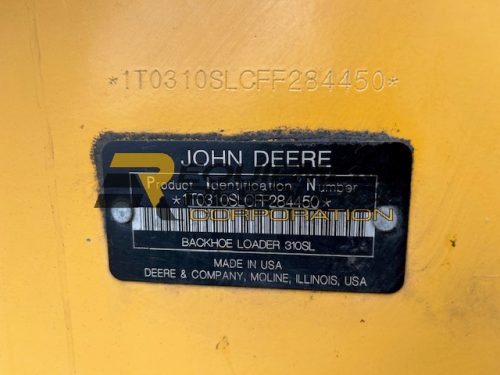 *1T0310SLCFF284450*
JOHN DEERE
Product Identification Number
*1T0310SLCFF284450*
BACKHOE LOADER 310SL
MADE IN USA
DEERE & COMPANY, MOLINE, ILLINOIS, USA
CORPORATION